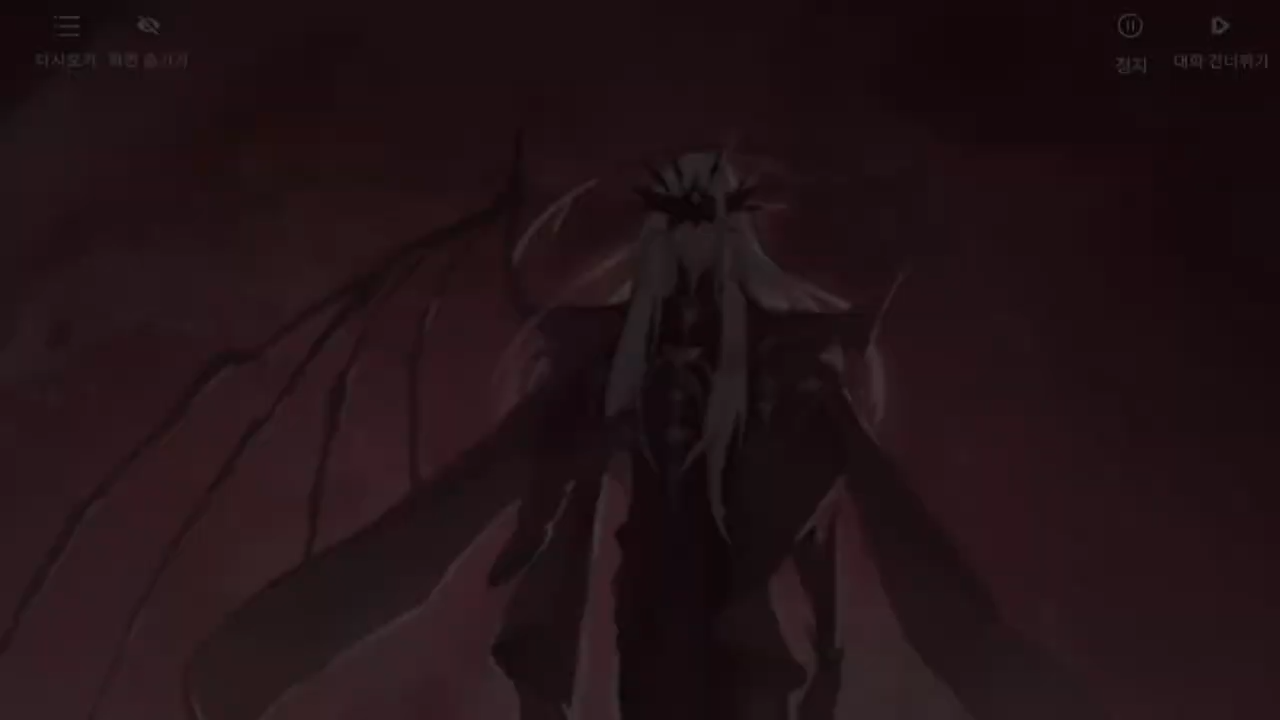 다시보기
화면 숨기기
정지
대화 건너뛰기